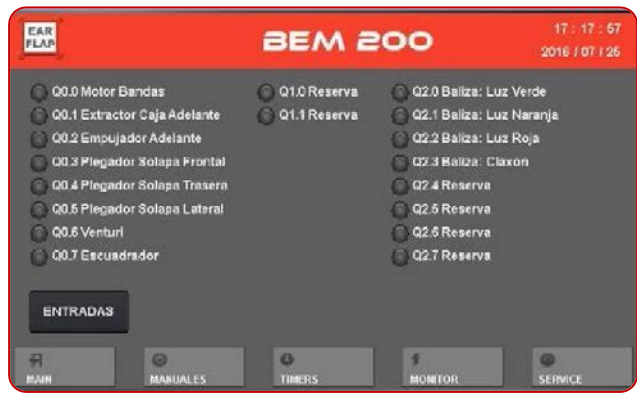 EAR
FLAP
BEM 200
17 : 17 : 57
2016 / 07 / 26
Q0.0 Motor Bandas
Q0.1 Extractor Caja Adelante
Q0.2 Empujador Adelante
Q0.3 Plegador Solapa Frontal
Q0.4 Plegador Solapa Trasera
Q0.5 Plegador Solapa Lateral
Q0.6 Venturi
Q0.7 Escuadrador
Q1.0 Reserva
Q1.1 Reserva
Q2.0 Baliza: Luz Verde
Q2.1 Baliza: Luz Naranja
Q2.2 Baliza: Luz Roja
Q2.3 Baliza: Claxon
Q2.4 Reserva
Q2.5 Reserva
Q2.6 Reserva
Q2.7 Reserva
ENTRADAS
MAIN
MANUALES
TIMERS
MONITOR
SERVICE